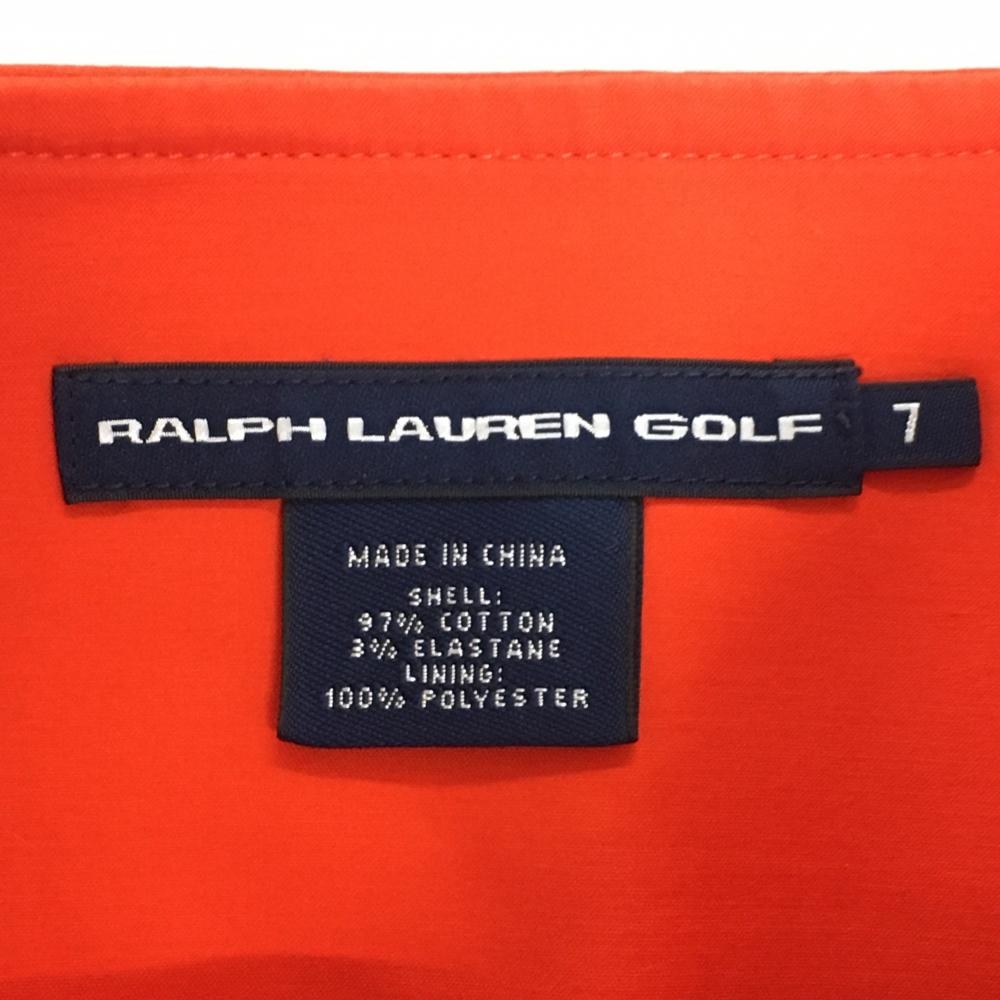 RALPH LAUREN GOLF 7
MADE IN CHINA
SHELL:
97% COTTON
3% ELASTANE
LINING:
100% POLYESTER